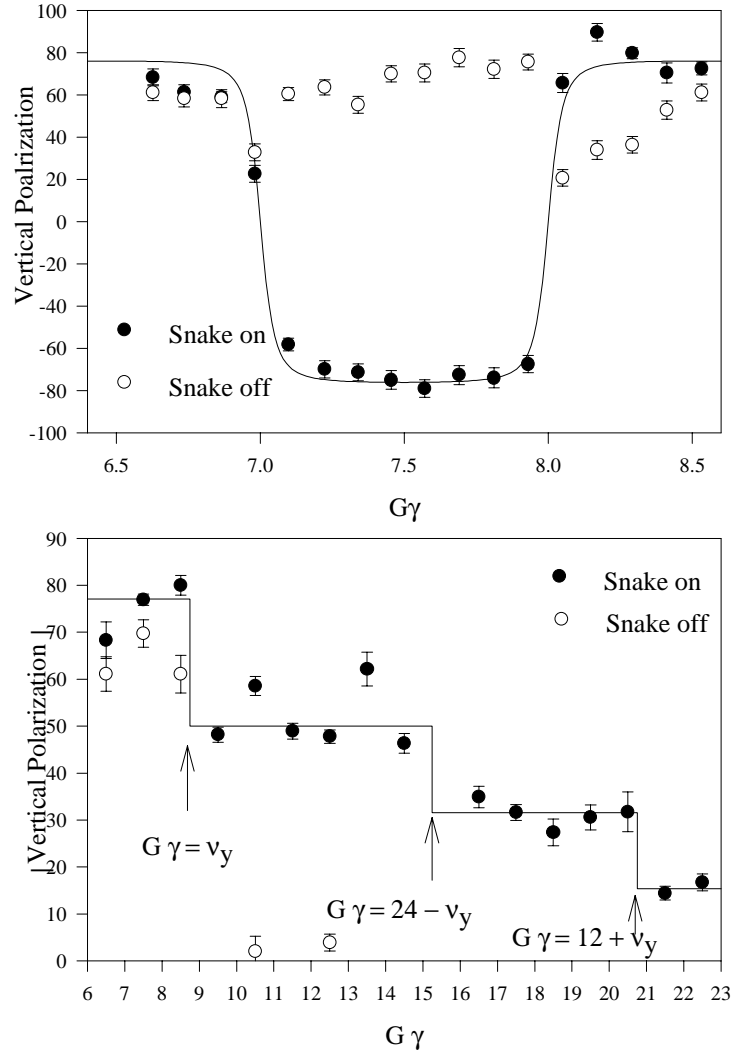 100
80
60
40
20
0
-20
-40
-60
-80
-100
Vertical Poalrization
Snake on
Snake off
6.5 7.0 7.5 8.0 8.5
Gγ
90
80
70
60
50
40
30
20
10
0
|Vertical Polarization |
Snake on
Snake off
G γ = νy
G γ = 24 − νy
G γ = 12 + νy
6 7 8 9 10 11 12 13 14 15 16 17 18 19 20 21 22 23
G γ